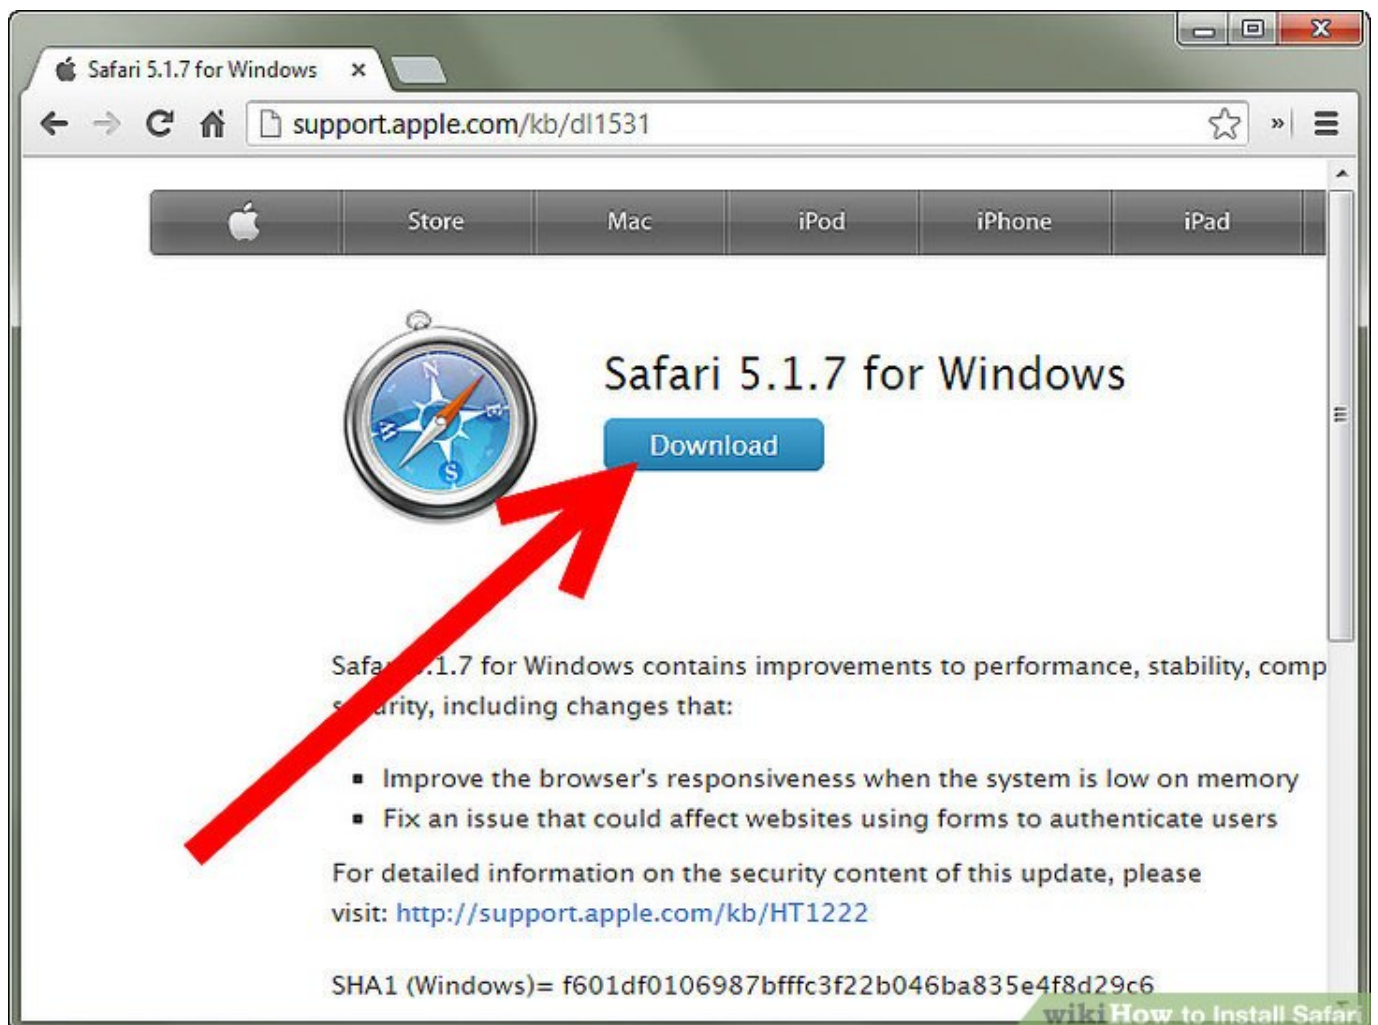 Safari 5.1.7 for Windows
support.apple.com/kb/dl1531
Store Mac iPod iPhone iPad
N
E
S
W
Safari 5.1.7 for Windows
Download
5.1.7 for Windows contains improvements to performance, stability, comp
including changes that:
Improve the browser's responsiveness when the system is low on memory
Fix an issue that could affect websites using forms to authenticate users
For detailed information on the security content of this update, please
visit: http://support.apple.com/kb/HT1222
SHA1 (Windows)= f601df0106987bfffc3f22b046ba835e4f8d29c6
wikiHow to Install Safari